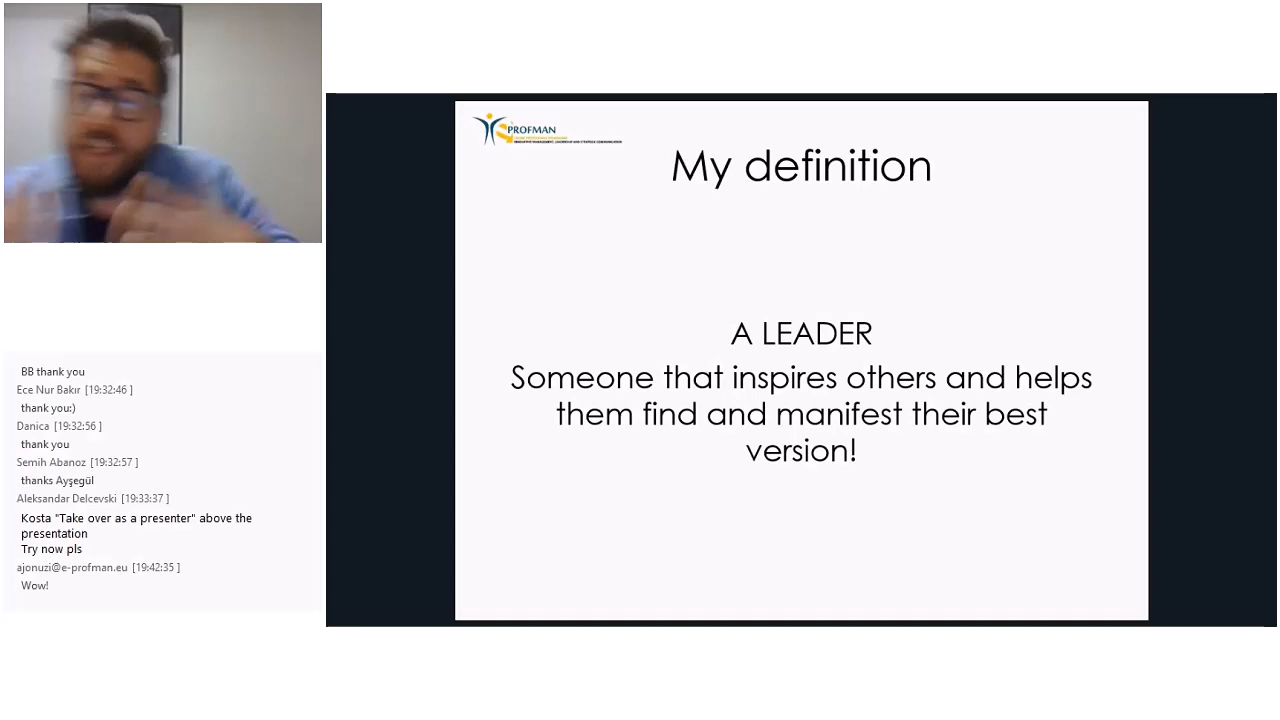 PROFMAN
My definition
A LEADER
Someone that inspires others and helps
them find and manifest their best
version!
BB thank you
Ece Nur Bakır [19:32:46 ]
thank you:)
Danica [19:32:56 ]
thank you
Semih Abanoz [19:32:57 ]
thanks Ayşegül
Aleksandar Delcevski [19:33:37 ]
Kosta "Take over as a presenter" above the
presentation
Try now pls
ajonuzi@e-profman.eu [19:42:35 ]
Wow!